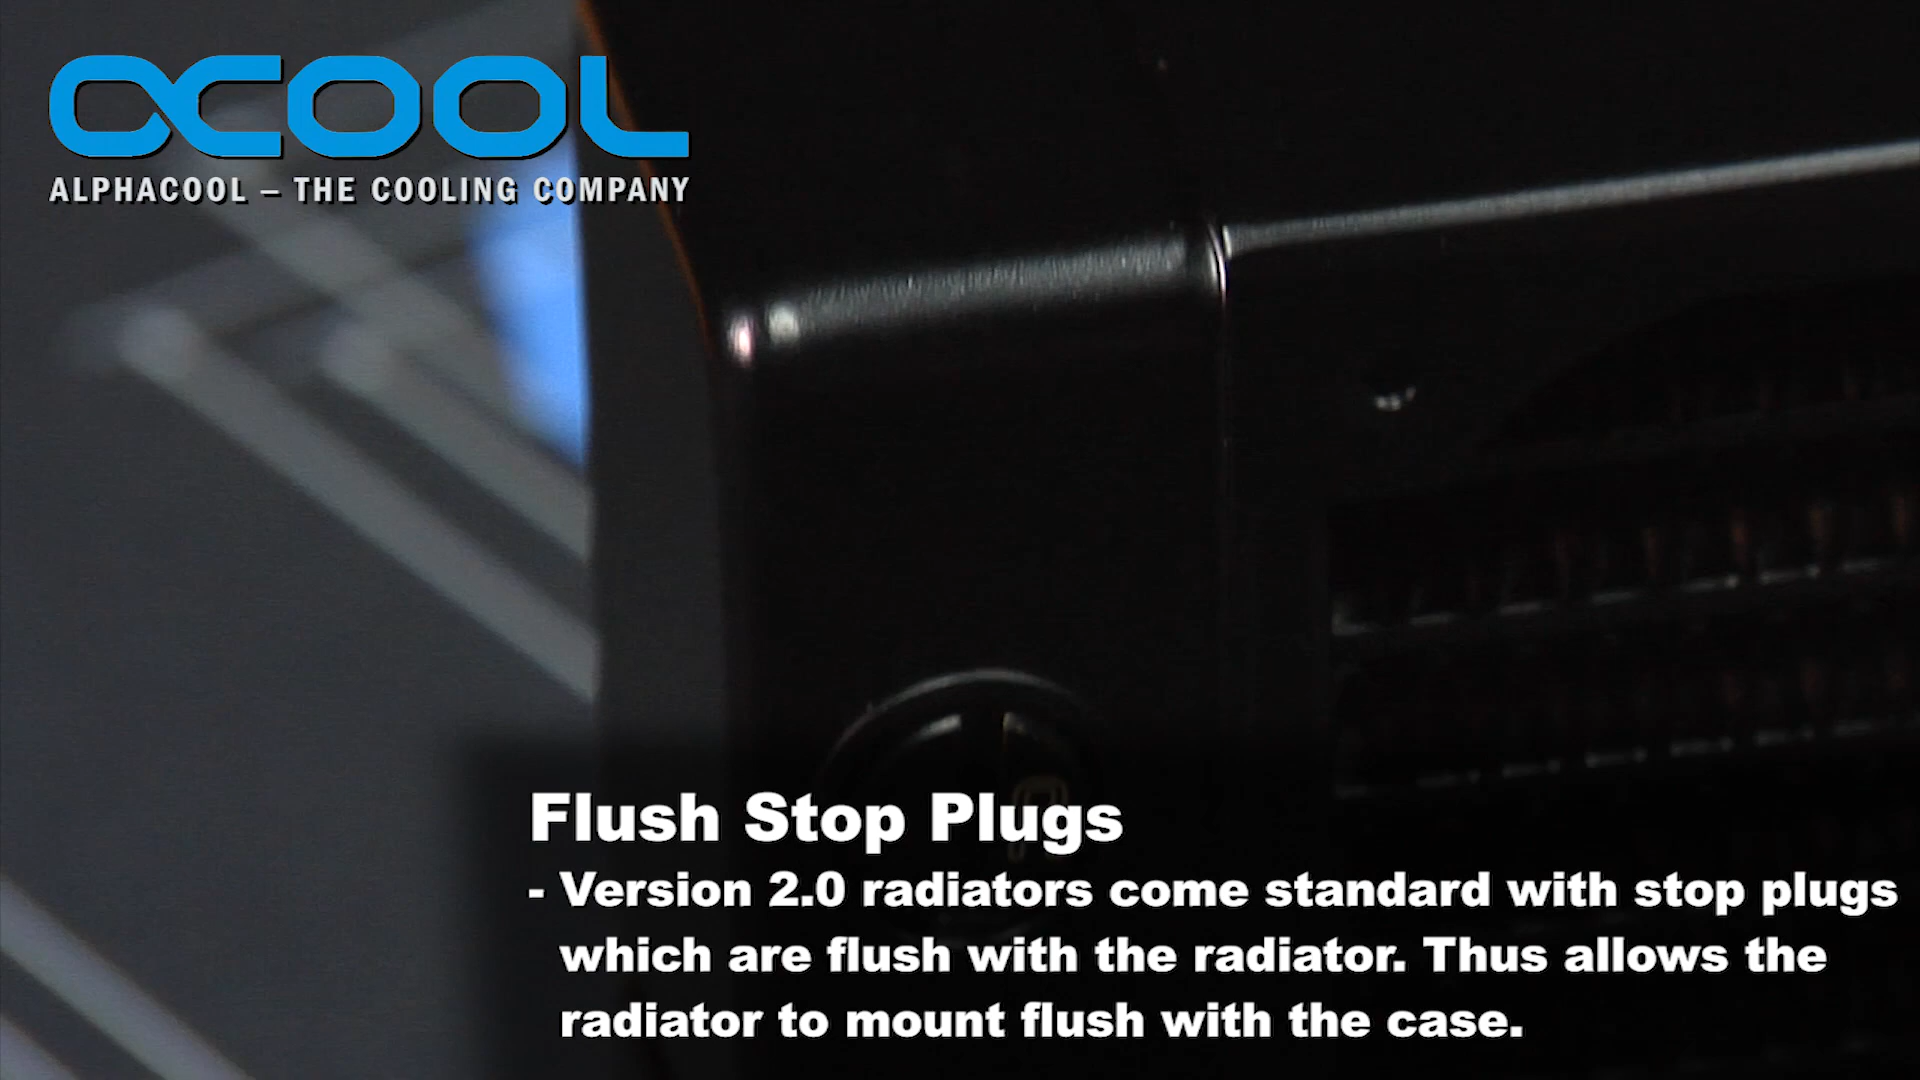 αCOOL
ALPHACOOL – THE COOLING COMPANY
Flush Stop Plugs
- Version 2.0 radiators come standard with stop plugs
which are flush with the radiator. Thus allows the
radiator to mount flush with the case.